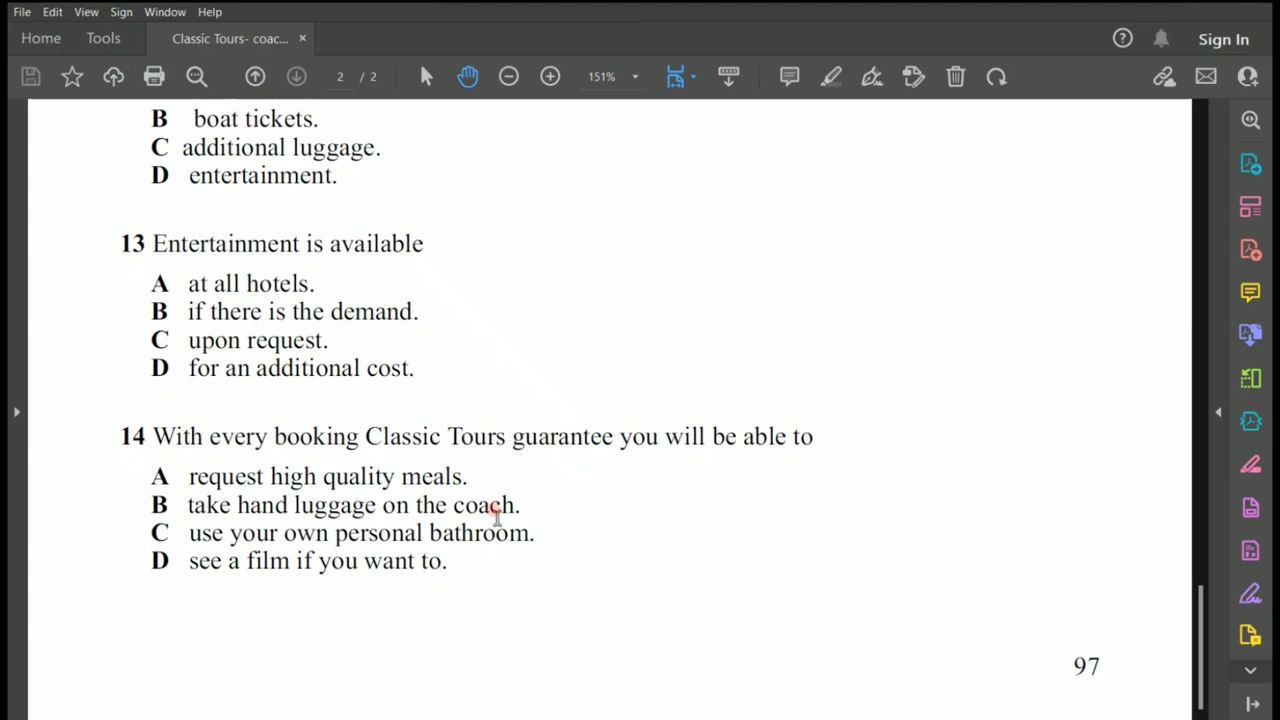 File Edit View Sign Window Help
Home Tools Classic Tours- coac... × Sign In
2 / 2 151%
B boat tickets.
C additional luggage.
D entertainment.
13 Entertainment is available
A at all hotels.
B if there is the demand.
C upon request.
D for an additional cost.
14 With every booking Classic Tours guarantee you will be able to
A request high quality meals.
B take hand luggage on the coach.
C use your own personal bathroom.
D see a film if you want to.
97